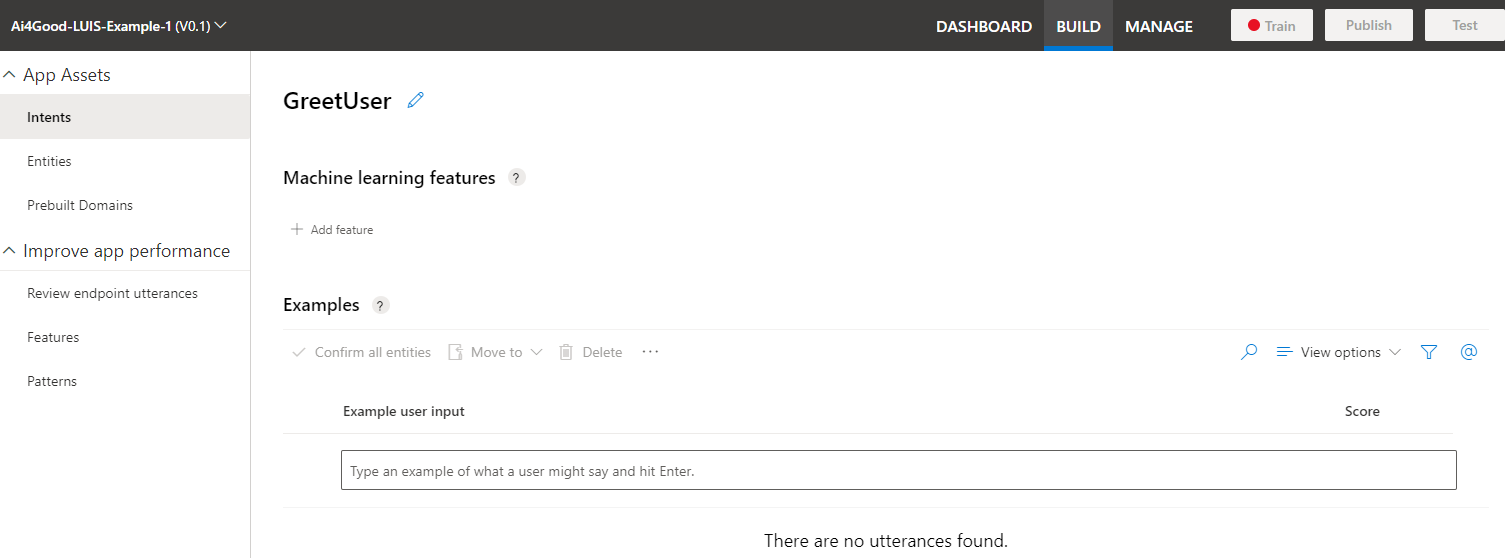 Ai4Good-LUIS-Example-1 (V0.1) DASHBOARD BUILD MANAGE Train Publish Test
App Assets
Intents
Entities
Prebuilt Domains
Improve app performance
Review endpoint utterances
Features
Patterns
GreetUser
Machine learning features ?
+ Add feature
Examples ?
Confirm all entities Move to Delete ··· View options @
Example user input Score
Type an example of what a user might say and hit Enter.
There are no utterances found.